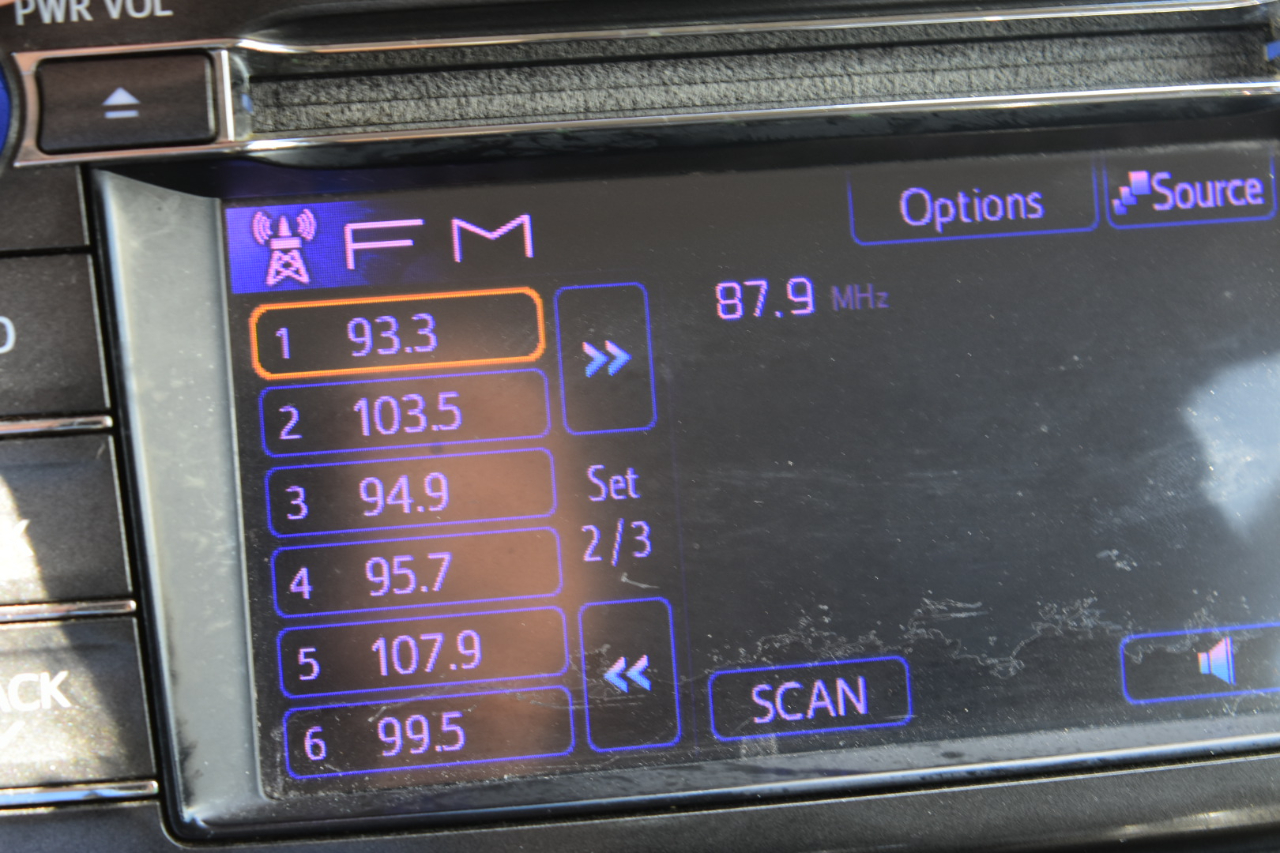 PWR VOL
FM
Options
Source
87.9 MHz
1 93.3
2 103.5
3 94.9
4 95.7
5 107.9
6 99.5
Set
2/3
SCAN